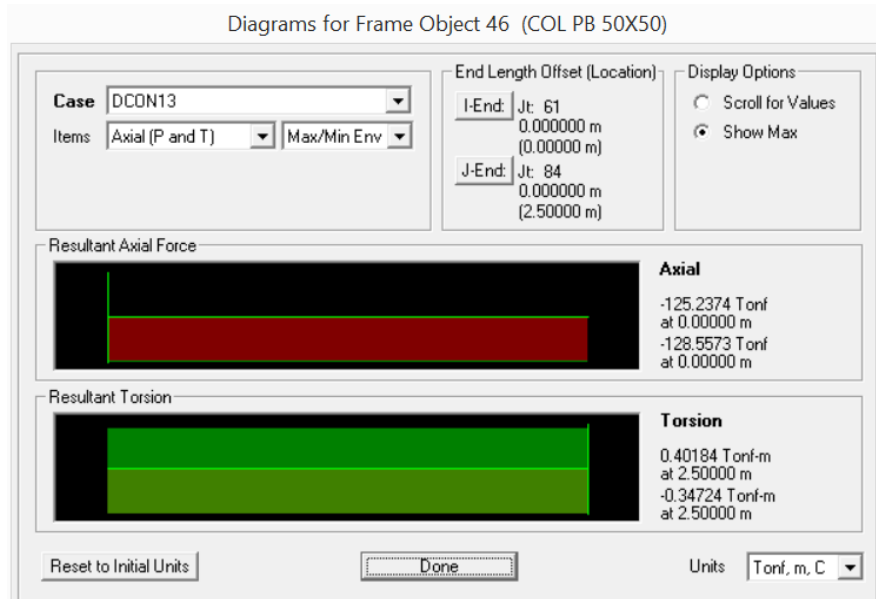 Diagrams for Frame Object 46 (COL PB 50X50)
Case DCON13
Items Axial (P and T) Max/Min Env
End Length Offset (Location)
I-End: Jt: 61
0.000000 m
(0.00000 m)
J-End: Jt: 84
0.000000 m
(2.50000 m)
Display Options
Scroll for Values
Show Max
Resultant Axial Force
Axial
-125.2374 Tonf
at 0.00000 m
-128.5573 Tonf
at 0.00000 m
Resultant Torsion
Torsion
0.40184 Tonf-m
at 2.50000 m
-0.34724 Tonf-m
at 2.50000 m
Reset to Initial Units Done Units Tonf, m, C